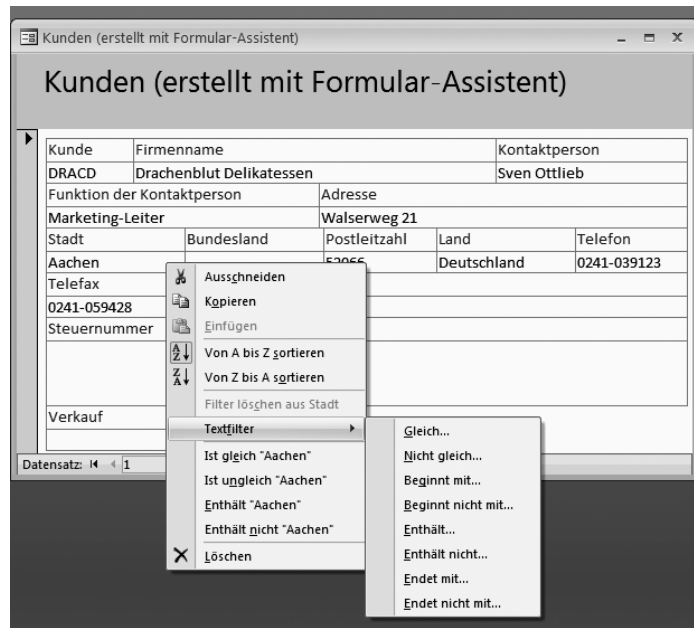 Kunden (erstellt mit Formular-Assistent)
Kunden (erstellt mit Formular-Assistent)
Kunde Firmenname Kontaktperson
DRACD Drachenblut Delikatessen Sven Ottlieb
Funktion der Kontaktperson Adresse
Marketing-Leiter Walserweg 21
Stadt Bundesland Postleitzahl Land Telefon
Aachen 52066 Deutschland 0241-039123
Telefax
0241-059428
Steuernummer
Verkauf
Datensatz: 1
Ausschneiden
Kopieren
Einfügen
Von A bis Z sortieren
Von Z bis A sortieren
Filter löschen aus Stadt
Textfilter
Ist gleich "Aachen"
Ist ungleich "Aachen"
Enthält "Aachen"
Enthält nicht "Aachen"
Löschen
Gleich...
Nicht gleich...
Beginnt mit...
Beginnt nicht mit...
Enthält...
Enthält nicht...
Endet mit...
Endet nicht mit...